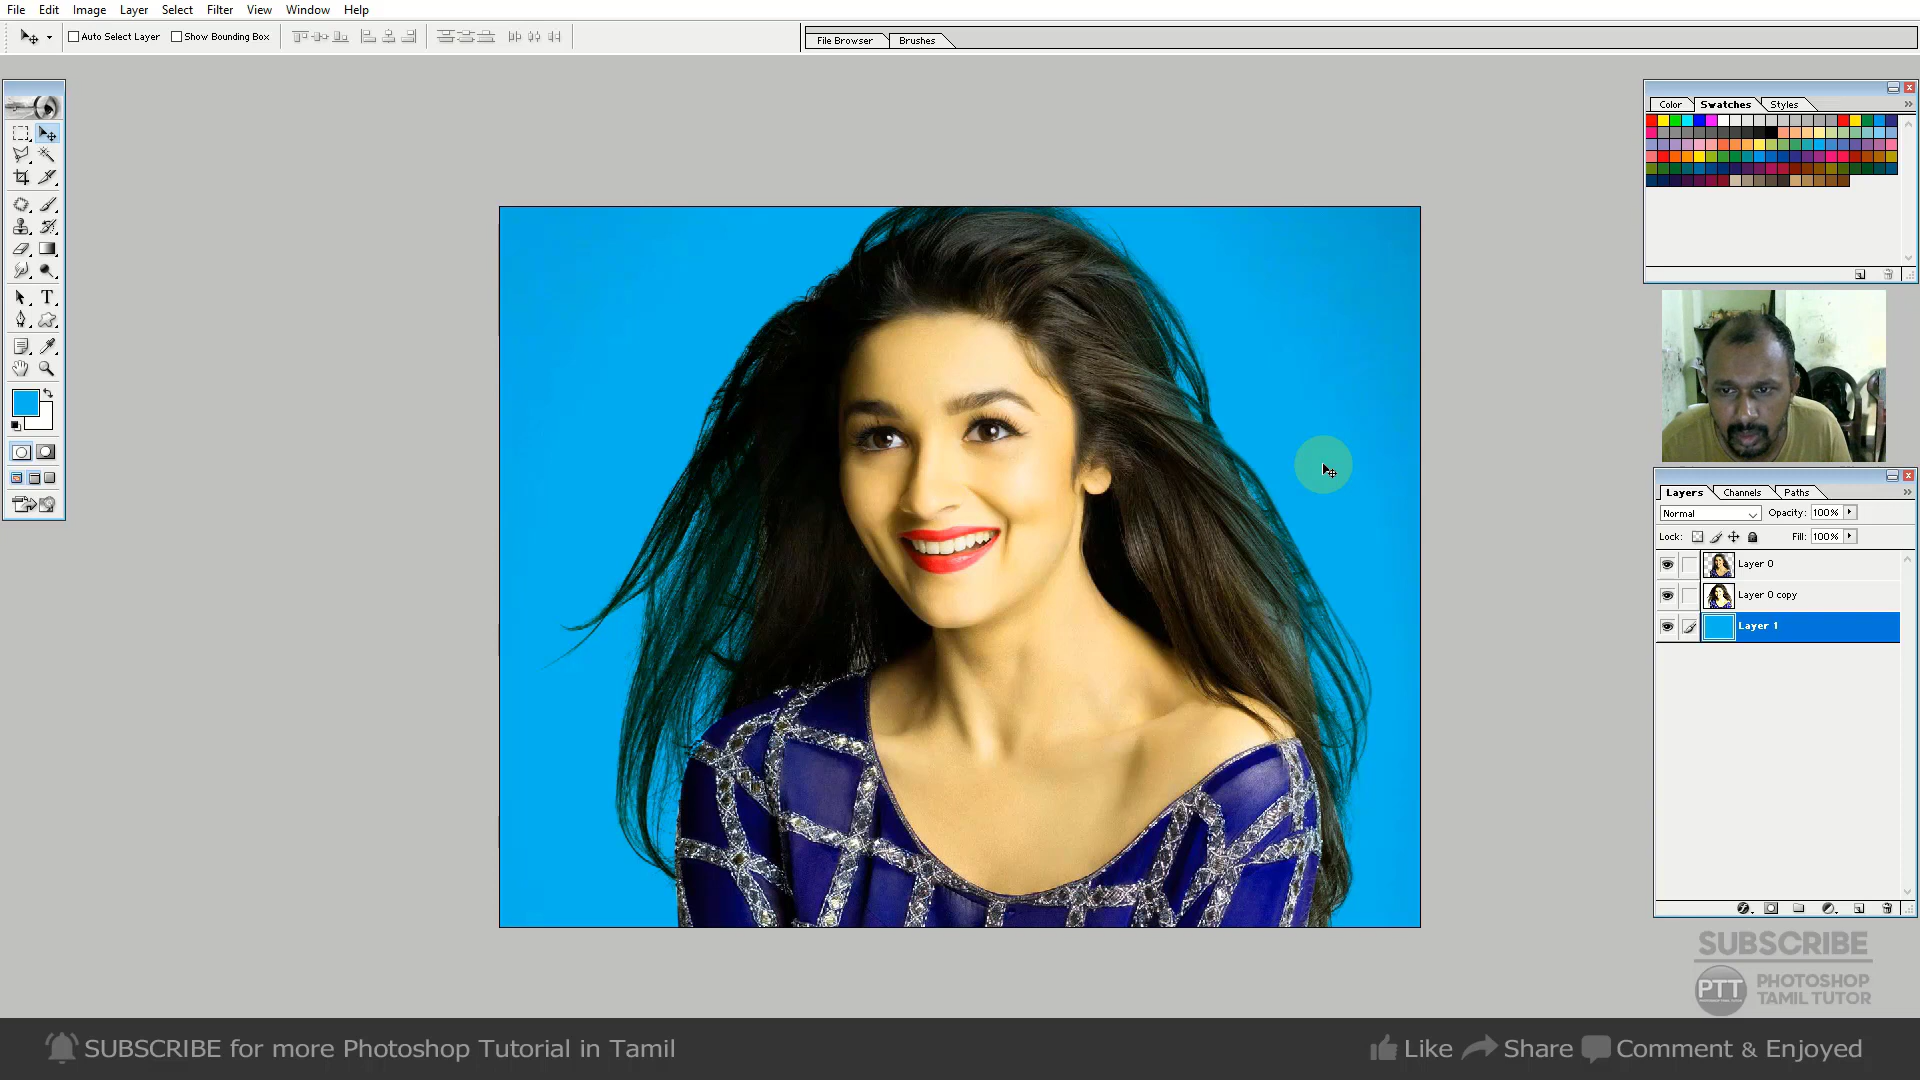 File Edit Image Layer Select Filter View Window Help
Auto Select Layer Show Bounding Box
File Browser Brushes
Color Swatches Styles
T
Layers Channels Paths
Normal Opacity: 100%
Lock: Fill: 100%
Layer 0
Layer 0 copy
Layer 1
SUBSCRIBE
PTT PHOTOSHOP
TAMIL TUTOR
SUBSCRIBE for more Photoshop Tutorial in Tamil
Like Share Comment & Enjoyed